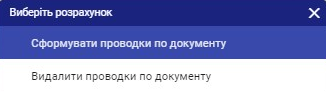 Виберіть розрахунок
Сформувати проводки по документу
Видалити проводки по документу